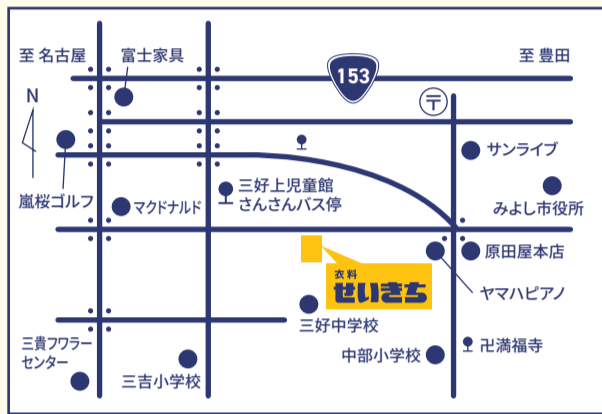 至 名古屋
富士家具
153
至 豊田
〒
N
嵐桜ゴルフ
マクドナルド
三好上児童館
さんさんバス停
サンライブ
みよし市役所
原田屋本店
ヤマハピアノ
衣料
せいきち
三好中学校
三貴フワラー
センター
三吉小学校
中部小学校
卍満福寺